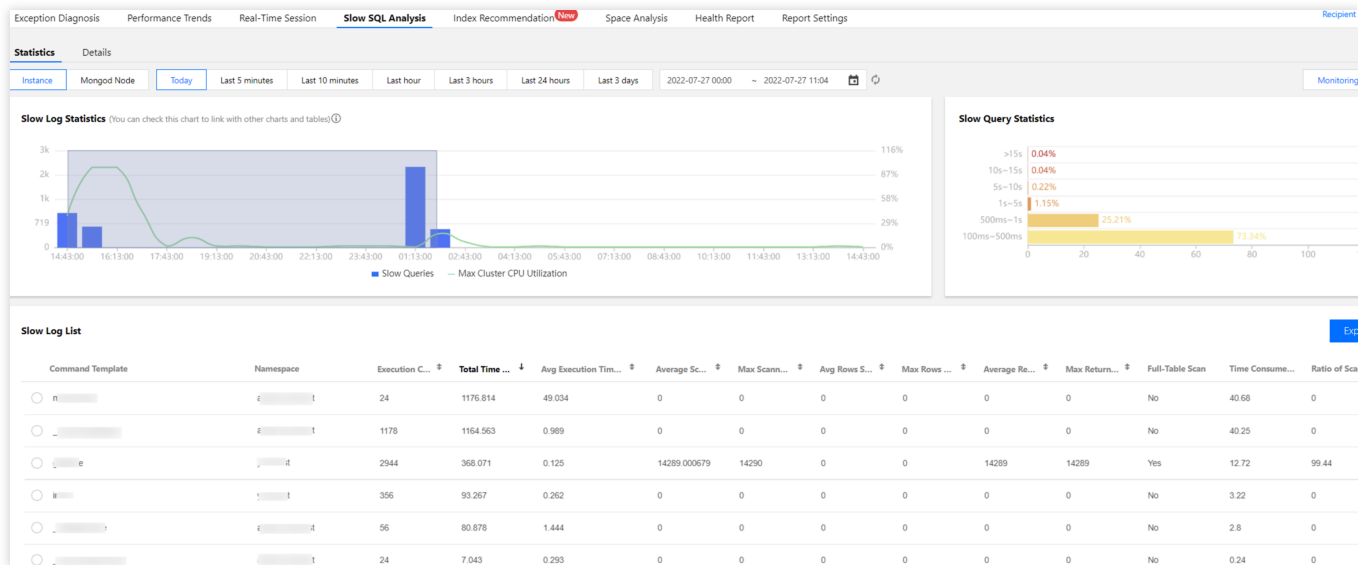 Exception Diagnosis Performance Trends Real-Time Session Slow SQL Analysis Index Recommendation New Space Analysis Health Report Report Settings Recipient
Statistics Details
Instance Mongod Node Today Last 5 minutes Last 10 minutes Last hour Last 3 hours Last 24 hours Last 3 days 2022-07-27 00:00 ~ 2022-07-27 11:04 Monitoring
Slow Log Statistics (You can check this chart to link with other charts and tables)
3k 116%
2k 87%
1k 58%
719 29%
0 0%
14:43:00 16:13:00 17:43:00 19:13:00 20:43:00 22:13:00 23:43:00 01:13:00 02:43:00 04:13:00 05:43:00 07:13:00 08:43:00 10:13:00 11:43:00 13:13:00 14:43:00
Slow Queries Max Cluster CPU Utilization
Slow Query Statistics
>15s 0.04%
10s~15s 0.04%
5s~10s 0.22%
1s~5s 1.15%
500ms~1s 25.21%
100ms~500ms 73.34%
0 20 40 60 80 100
Slow Log List Exp
Command Template Namespace Execution C... Total Time ... Avg Execution Tim... Average Sc... Max Scann... Avg Rows S... Max Rows ... Average Re... Max Return... Full-Table Scan Time Consume... Ratio of Sca
24 1176.814 49.034 0 0 0 0 0 0 No 40.68 0
1178 1164.563 0.989 0 0 0 0 0 0 No 40.25 0
2944 368.071 0.125 14289.000679 14290 0 0 14289 14289 Yes 12.72 99.44
356 93.267 0.262 0 0 0 0 0 0 No 3.22 0
56 80.878 1.444 0 0 0 0 0 0 No 2.8 0
24 7.043 0.293 0 0 0 0 0 0 No 0.24 0